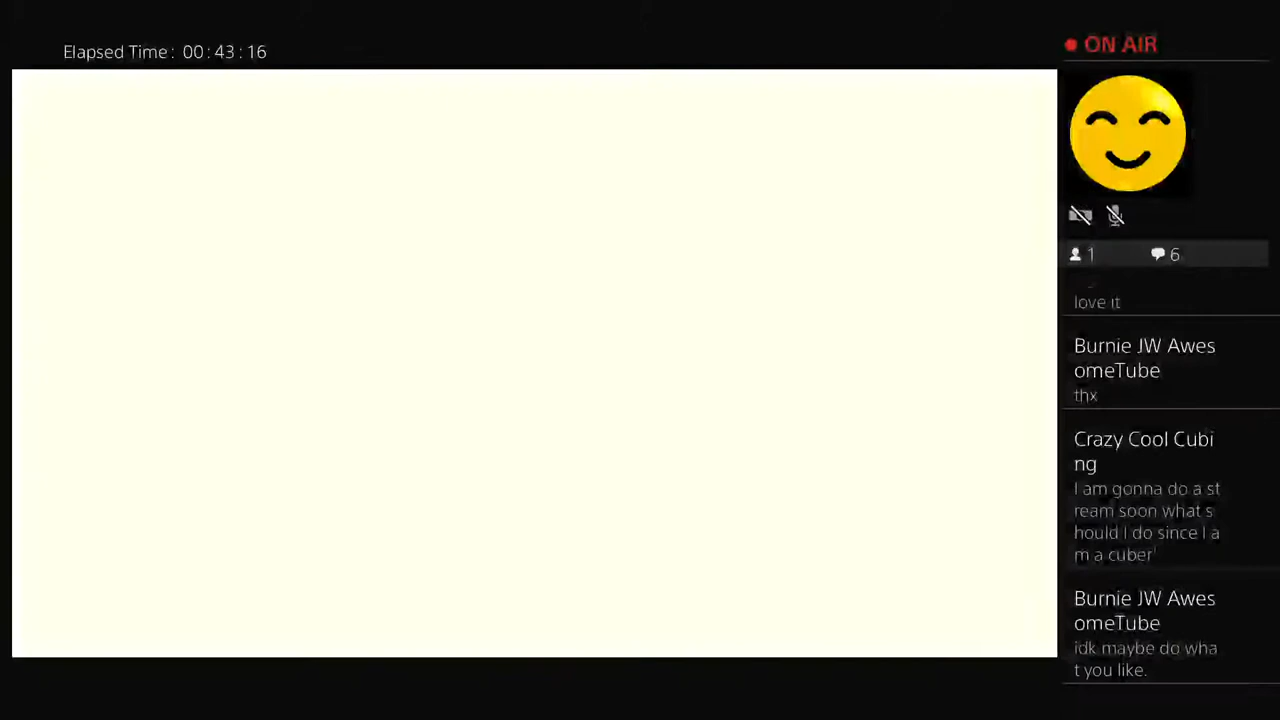 Elapsed Time: 00:43:16
ON AIR
1 6
love it
Burnie JW Awes
omeTube
thx
Crazy Cool Cubi
ng
I am gonna do a st
ream soon what s
hould I do since I a
m a cuber'
Burnie JW Awes
omeTube
idk maybe do wha
t you like.